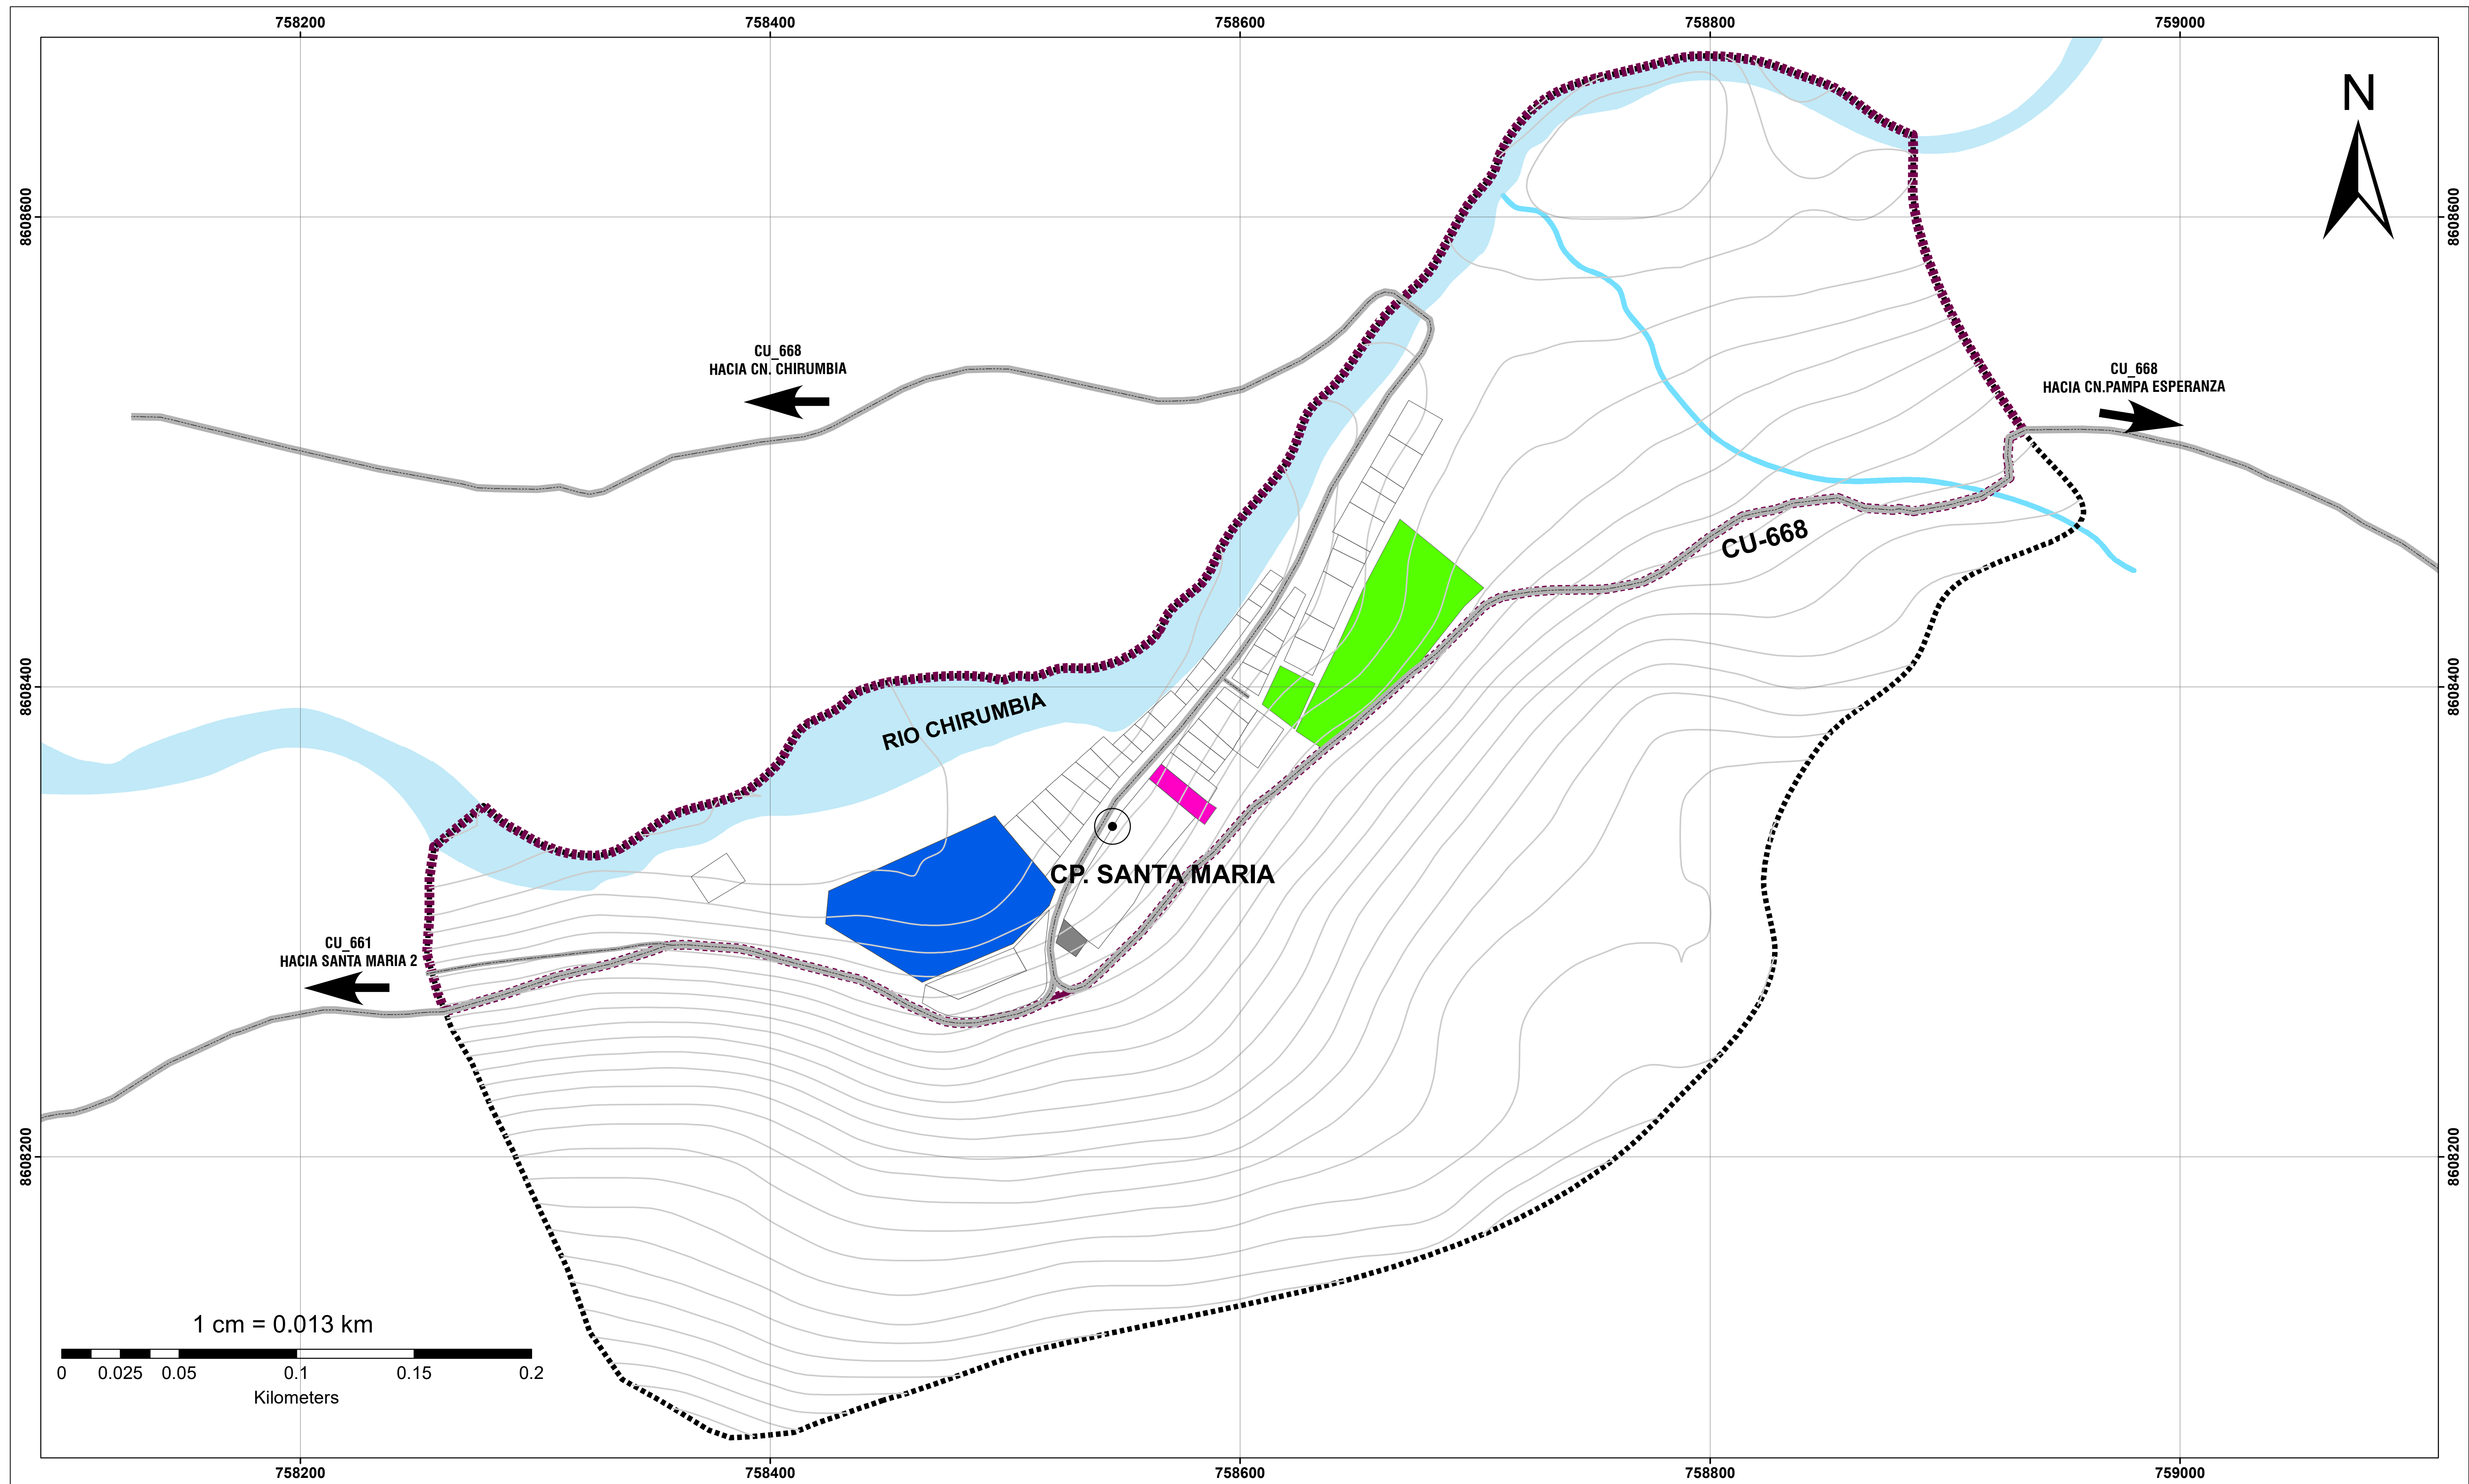 758200 758400 758600 758800 759000
N
8608600 8608600
CU_668
HACIA CN. CHIRUMBIA
CU_668
HACIA CN.PAMPA ESPERANZA
CU-668
8608400 8608400
RIO CHIRUMBIA
CP. SANTA MARIA
CU_661
HACIA SANTA MARIA 2
8608200 8608200
1 cm = 0.013 km
0 0.025 0.05 0.1 0.15 0.2
Kilometers
758200 758400 758600 758800 759000